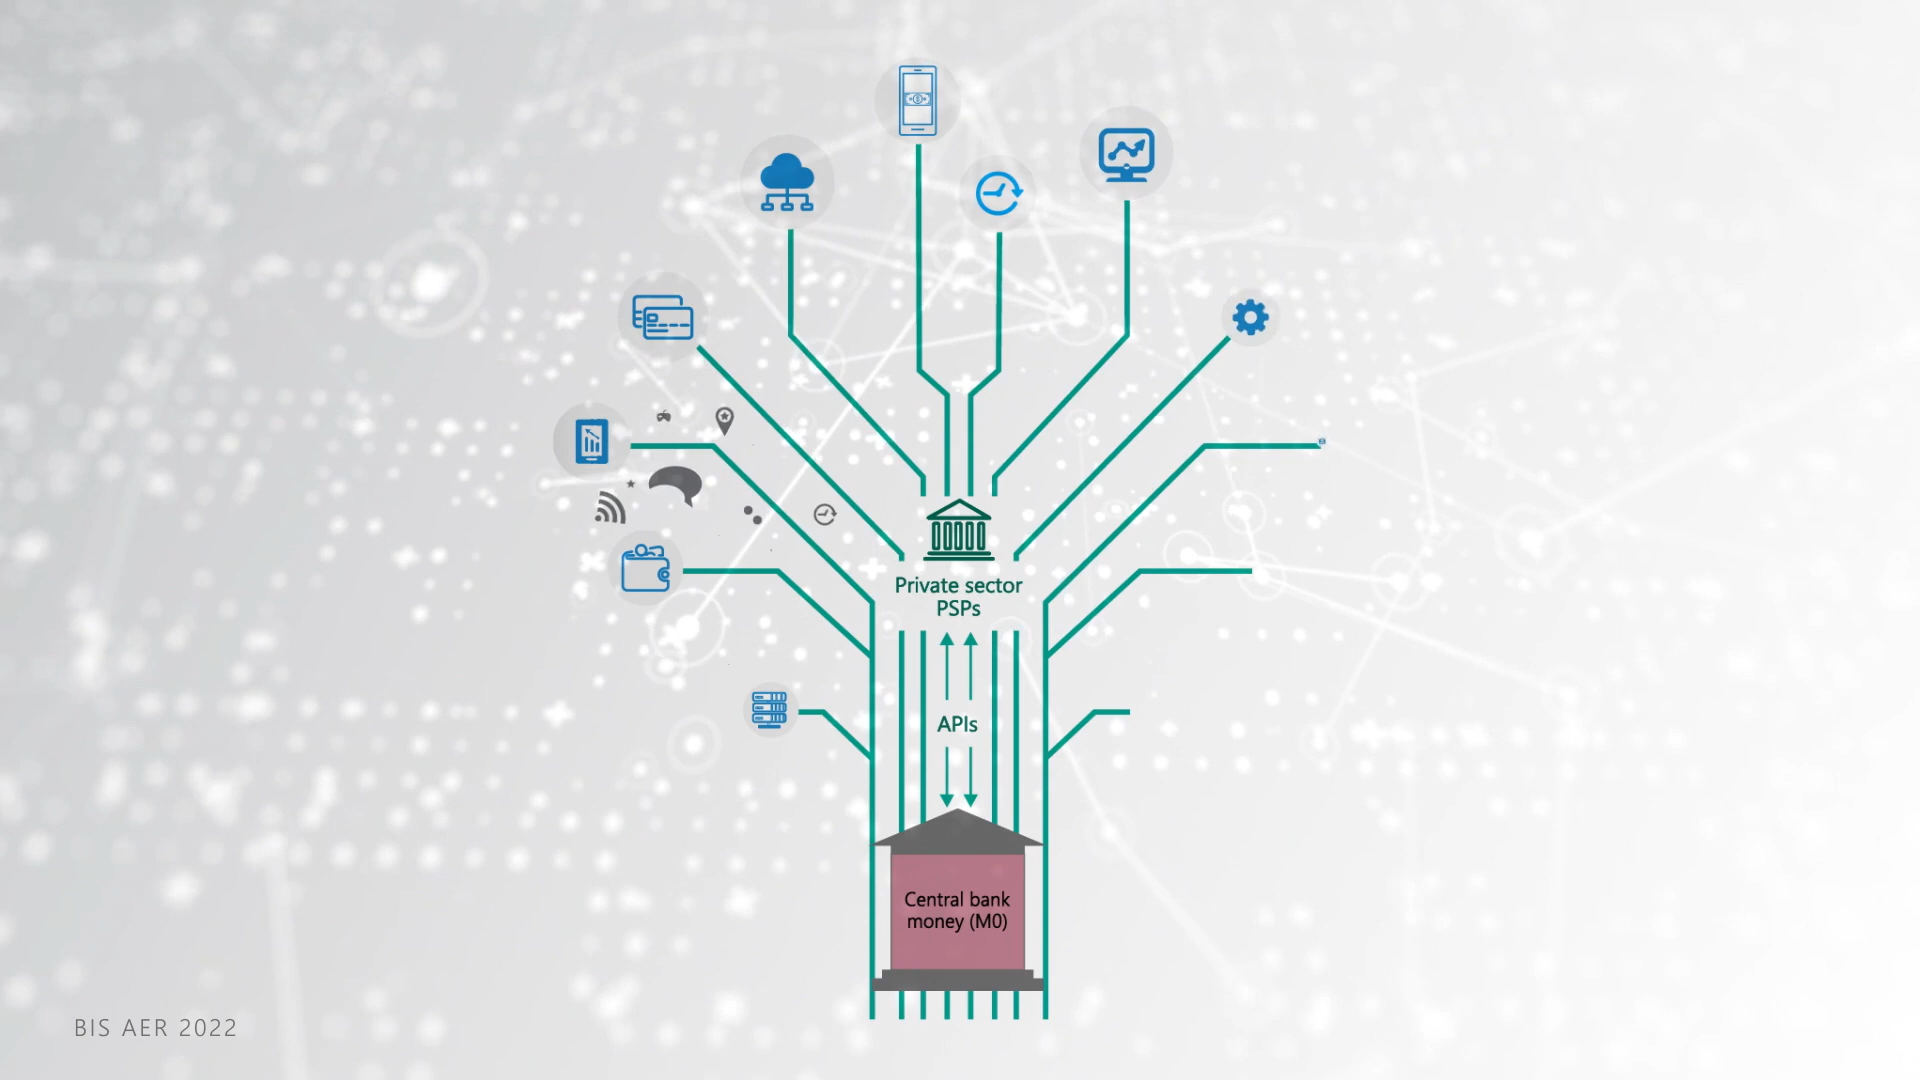 Private sector
PSPs
APIs
Central bank
money (M0)
BIS AER 2022